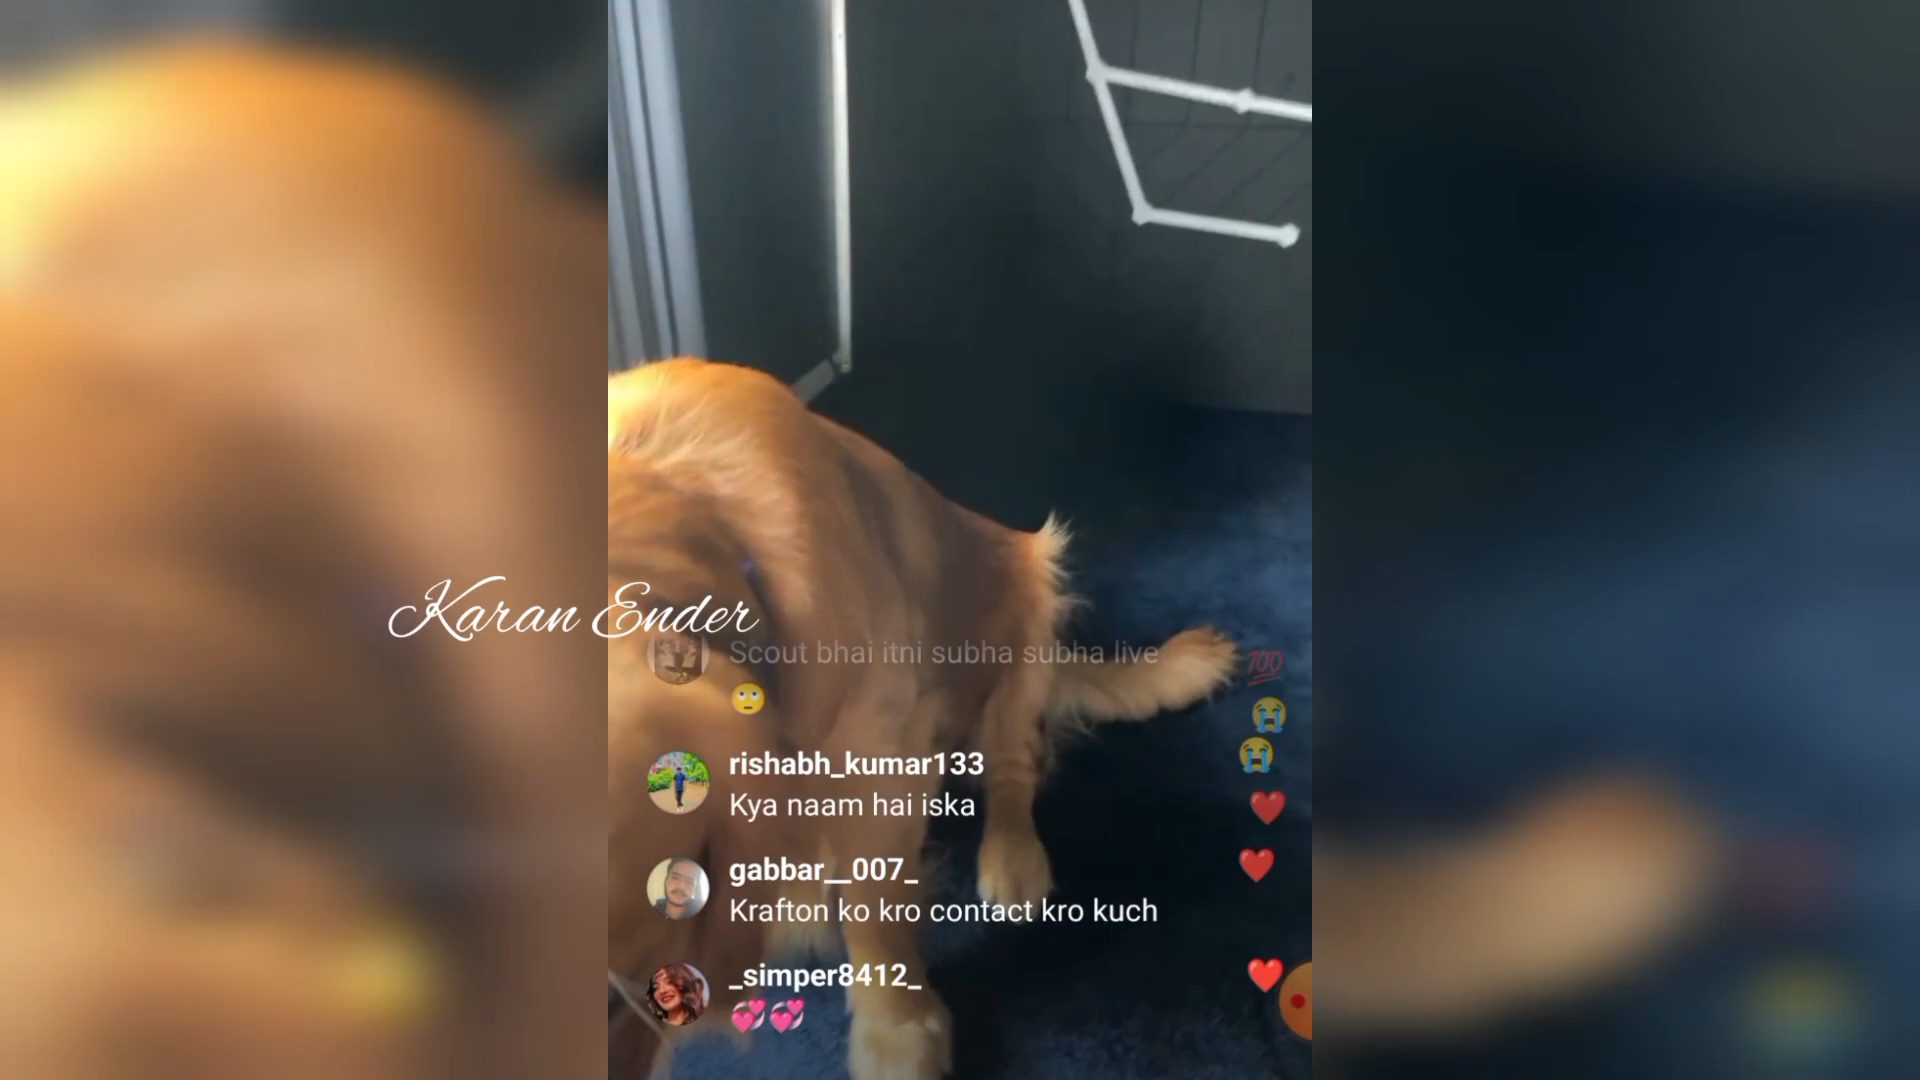 Karan Ender
Scout bhai itni subha subha live
🙄
rishabh_kumar133
Kya naam hai iska
gabbar__007_
Krafton ko kro contact kro kuch
_simper8412_
💞💞
💯